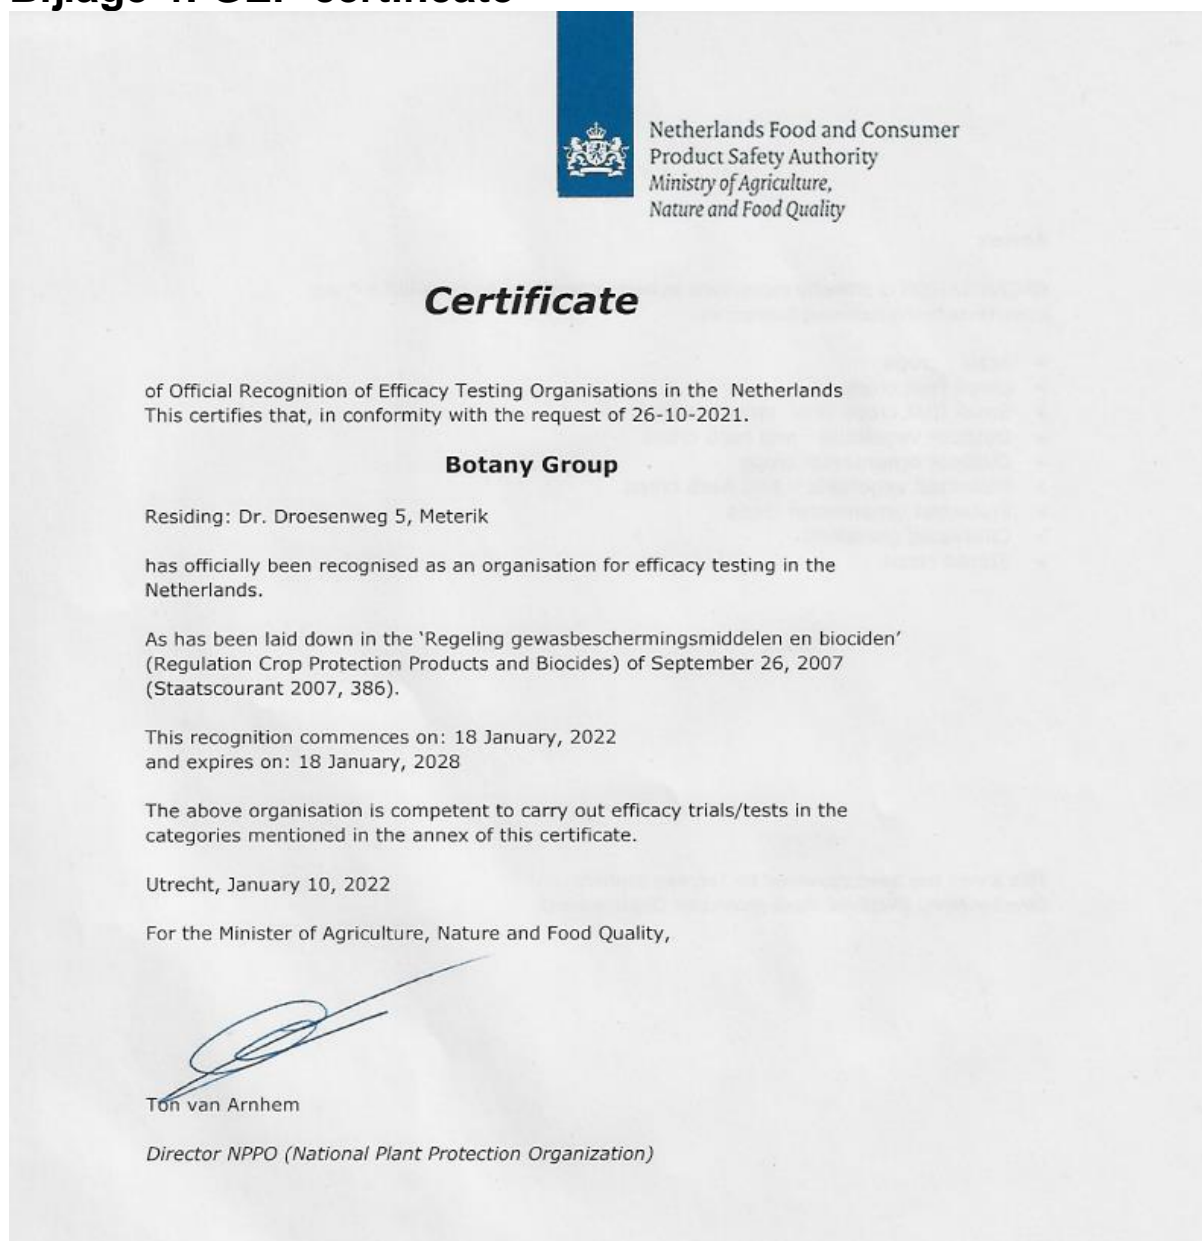 Bijlage 1. GEP certificate
Netherlands Food and Consumer
Product Safety Authority
Ministry of Agriculture,
Nature and Food Quality
Certificate
of Official Recognition of Efficacy Testing Organisations in the Netherlands
This certifies that, in conformity with the request of 26-10-2021.
Botany Group
Residing: Dr. Droesenweg 5, Meterik
has officially been recognised as an organisation for efficacy testing in the
Netherlands.
As has been laid down in the ‘Regeling gewasbeschermingsmiddelen en biociden’
(Regulation Crop Protection Products and Biocides) of September 26, 2007
(Staatscourant 2007, 386).
This recognition commences on: 18 January, 2022
and expires on: 18 January, 2028
The above organisation is competent to carry out efficacy trials/tests in the
categories mentioned in the annex of this certificate.
Utrecht, January 10, 2022
For the Minister of Agriculture, Nature and Food Quality,
Ton van Arnhem
Director NPPO (National Plant Protection Organization)